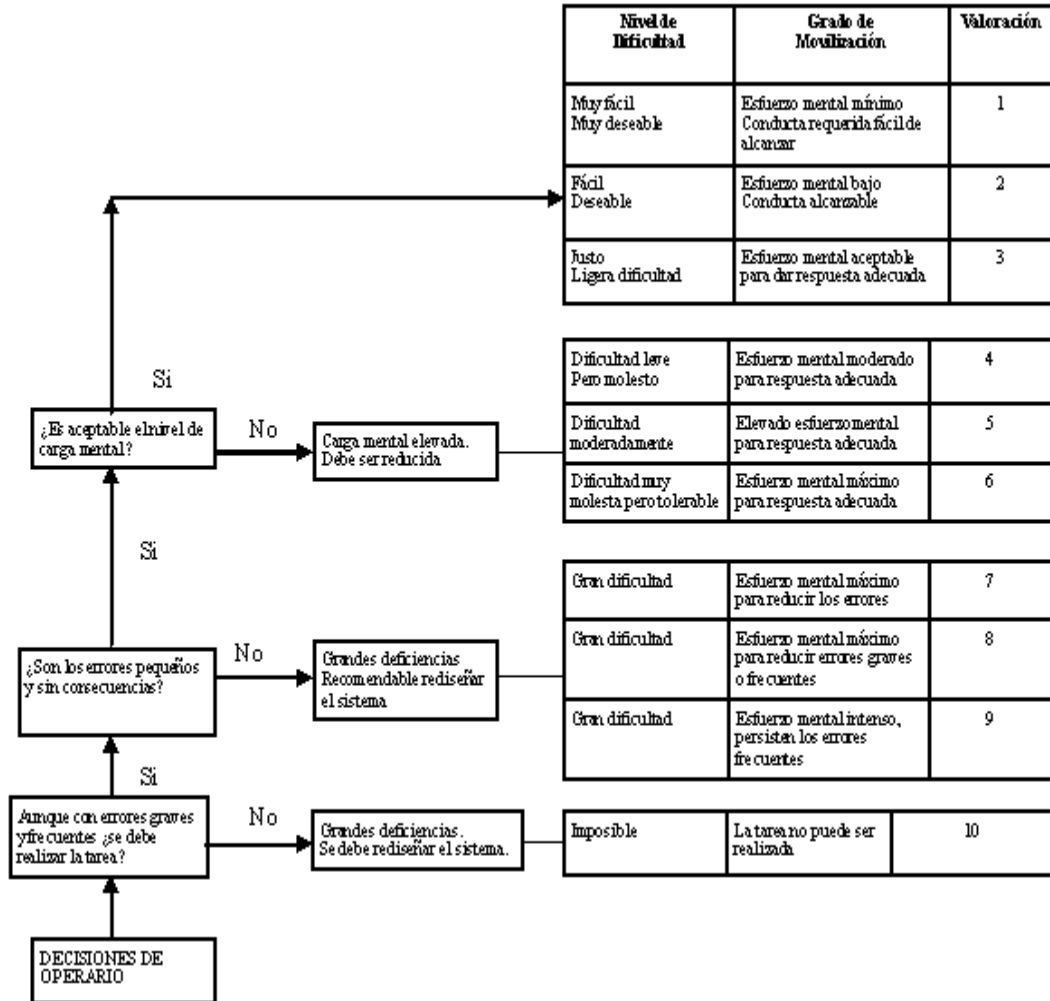 Nivel de
Dificultad
Grado de
Movilización
Valoración
Muy fácil
Muy deseable
Esfuerzo mental mínimo
Conducta requerida fácil de
alcanzar
1
Fácil
Deseable
Esfuerzo mental bajo
Conducta alcanzable
2
Justo
Ligera dificultad
Esfuerzo mental aceptable
para dar respuesta adecuada
3
Si
¿Es aceptable el nivel de
carga mental?
No
Carga mental elevada.
Debe ser reducida
Dificultad leve
Pero molesto
Esfuerzo mental moderado
para respuesta adecuada
4
Dificultad
moderadamente
Elevado esfuerzo mental
para respuesta adecuada
5
Dificultad muy
molesta pero tolerable
Esfuerzo mental máximo
para respuesta adecuada
6
Si
¿Son los errores pequeños
y sin consecuencias?
No
Grandes deficiencias
Recomendable rediseñar
el sistema
Gran dificultad
Esfuerzo mental máximo
para reducir los errores
7
Gran dificultad
Esfuerzo mental máximo
para reducir errores graves
o frecuentes
8
Gran dificultad
Esfuerzo mental intenso,
persisten los errores
frecuentes
9
Si
Aunque con errores graves
y frecuentes ¿se debe
realizar la tarea?
No
Grandes deficiencias.
Se debe rediseñar el sistema.
Imposible
La tarea no puede ser
realizada
10
DECISIONES DE
OPERARIO